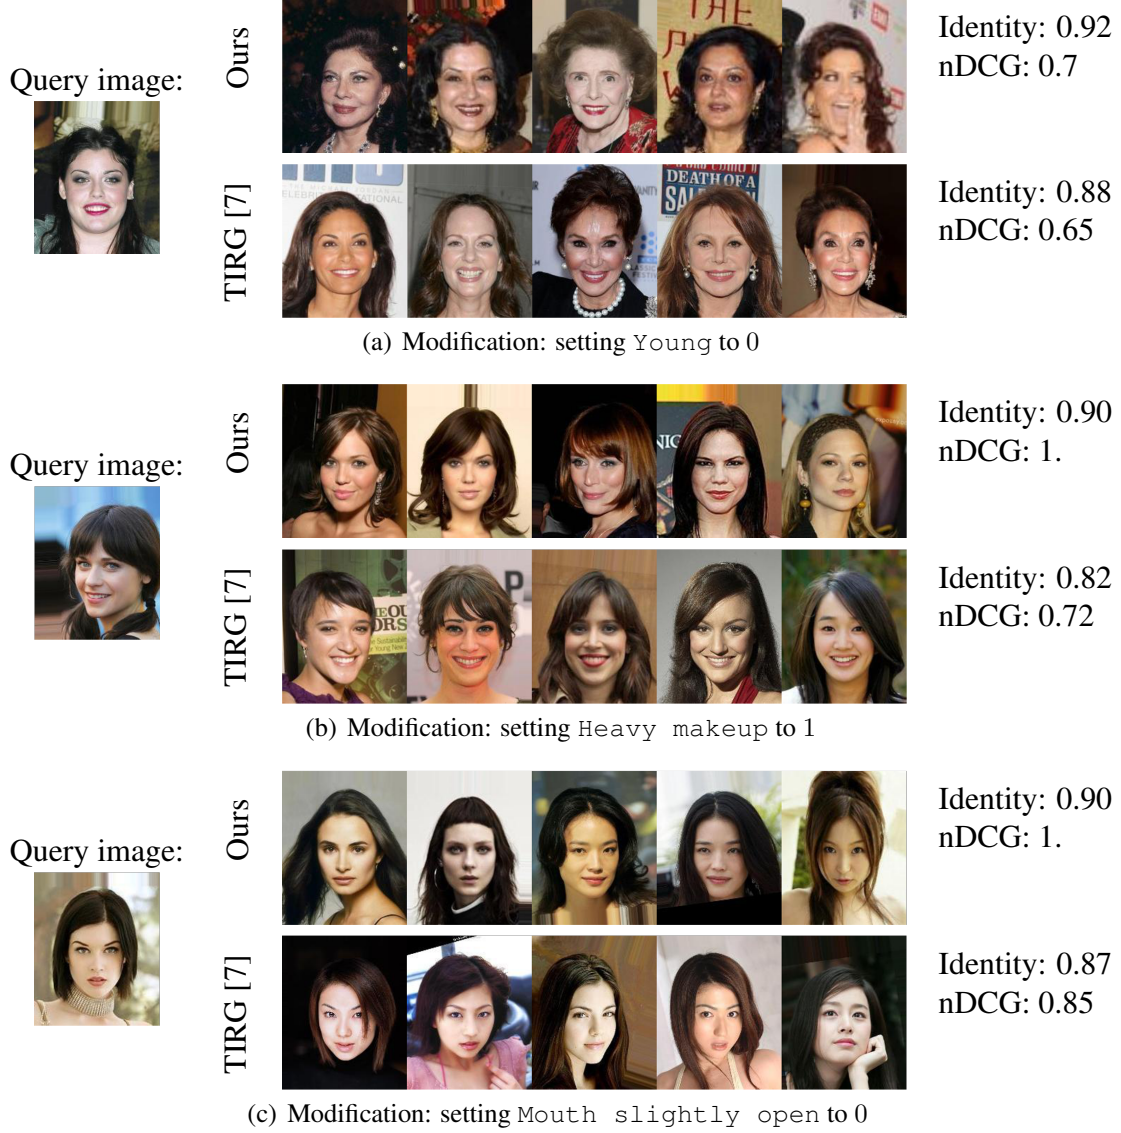 Query image:
Ours
Identity: 0.92
nDCG: 0.7
THE
TIRG [7]
DEATH OF A
Identity: 0.88
nDCG: 0.65
(a) Modification: setting Young to 0
Query image:
Ours
Identity: 0.90
nDCG: 1.
TIRG [7]
Identity: 0.82
nDCG: 0.72
(b) Modification: setting Heavy makeup to 1
Query image:
Ours
Identity: 0.90
nDCG: 1.
TIRG [7]
Identity: 0.87
nDCG: 0.85
(c) Modification: setting Mouth slightly open to 0